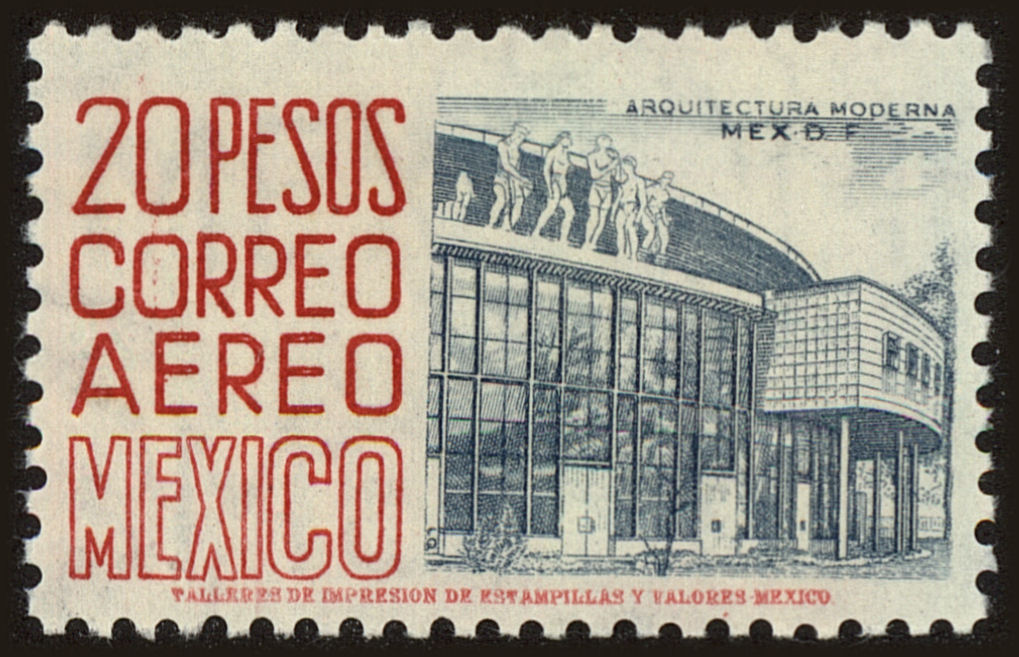 20 PESOS
CORREO
AEREO
MEXICO
ARQUITECTURA MODERNA
MEX. D. F.
TALLERES DE IMPRESION DE ESTAMPILLAS Y VALORES-MEXICO.